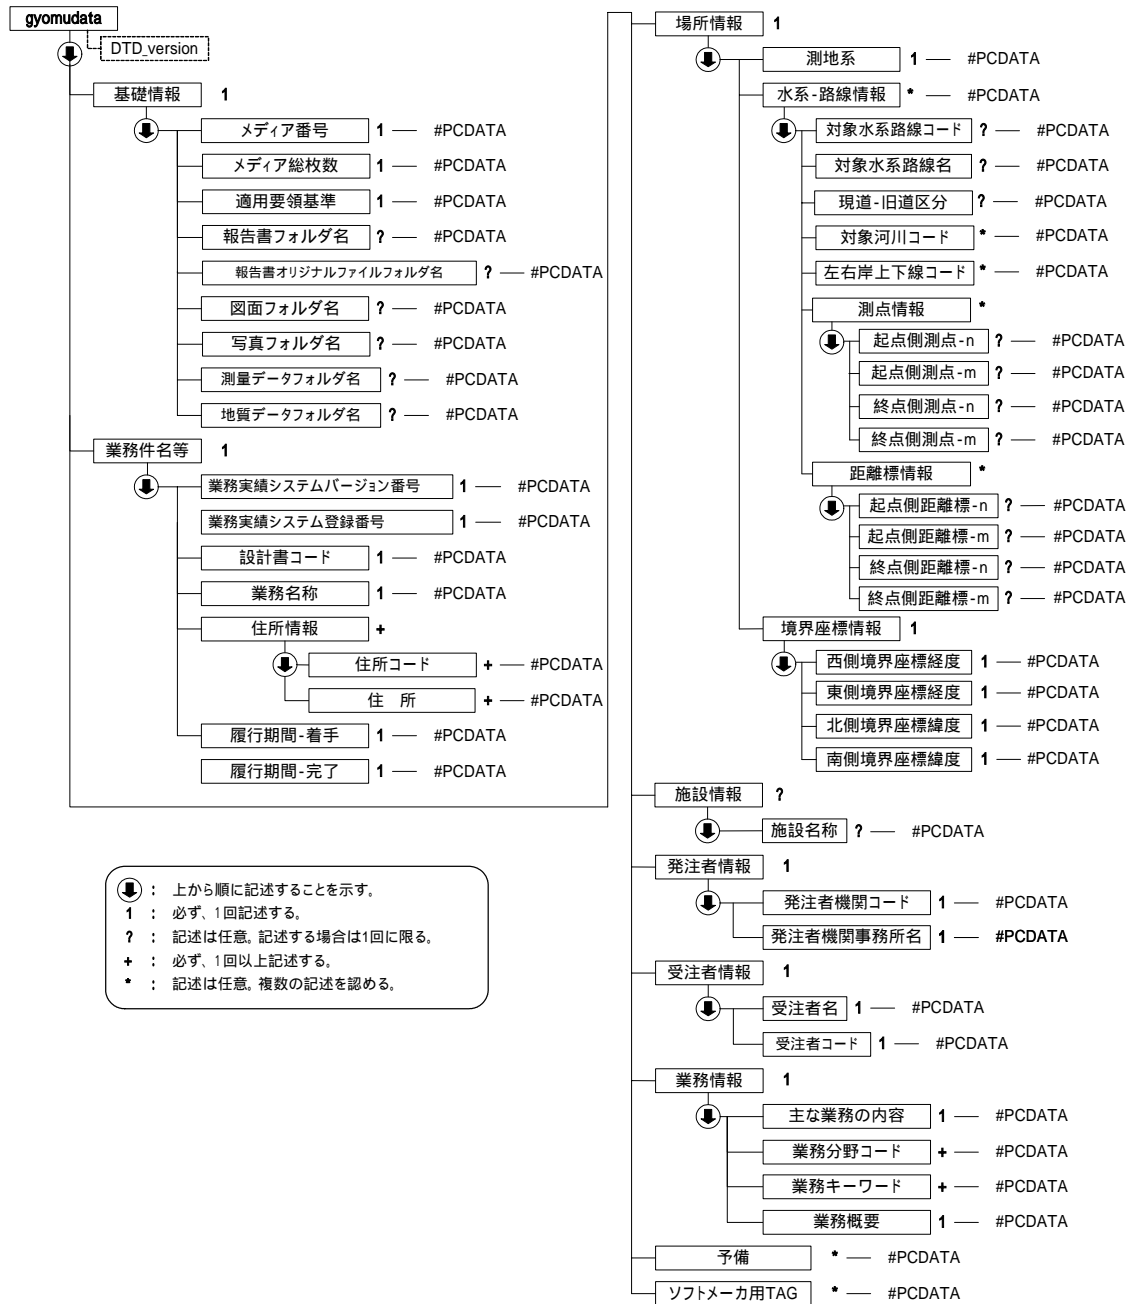 gyomudata
DTD_version
基礎情報 1
メディア番号 1 #PCDATA
メディア総枚数 1 #PCDATA
適用要領基準 1 #PCDATA
報告書フォルダ名 ? #PCDATA
報告書オリジナルファイルフォルダ名 ? #PCDATA
図面フォルダ名 ? #PCDATA
写真フォルダ名 ? #PCDATA
測量データフォルダ名 ? #PCDATA
地質データフォルダ名 ? #PCDATA
業務件名等 1
業務実績システムバージョン番号 1 #PCDATA
業務実績システム登録番号 1 #PCDATA
設計書コード 1 #PCDATA
業務名称 1 #PCDATA
住所情報 +
住所コード + #PCDATA
住 所 + #PCDATA
履行期間-着手 1 #PCDATA
履行期間-完了 1 #PCDATA
場所情報 1
測地系 1 #PCDATA
水系-路線情報 * #PCDATA
対象水系路線コード ? #PCDATA
対象水系路線名 ? #PCDATA
現道-旧道区分 ? #PCDATA
対象河川コード * #PCDATA
左右岸上下線コード * #PCDATA
測点情報 *
起点側測点-n ? #PCDATA
起点側測点-m ? #PCDATA
終点側測点-n ? #PCDATA
終点側測点-m ? #PCDATA
距離標情報 *
起点側距離標-n ? #PCDATA
起点側距離標-m ? #PCDATA
終点側距離標-n ? #PCDATA
終点側距離標-m ? #PCDATA
境界座標情報 1
西側境界座標経度 1 #PCDATA
東側境界座標経度 1 #PCDATA
北側境界座標緯度 1 #PCDATA
南側境界座標緯度 1 #PCDATA
施設情報 ?
施設名称 ? #PCDATA
発注者情報 1
発注者機関コード 1 #PCDATA
発注者機関事務所名 1 #PCDATA
受注者情報 1
受注者名 1 #PCDATA
受注者コード 1 #PCDATA
業務情報 1
主な業務の内容 1 #PCDATA
業務分野コード + #PCDATA
業務キーワード + #PCDATA
業務概要 1 #PCDATA
予備 * #PCDATA
ソフトメーカ用TAG * #PCDATA
: 上から順に記述することを示す。
1 : 必ず、1回記述する。
? : 記述は任意。記述する場合は1回に限る。
+ : 必ず、1回以上記述する。
* : 記述は任意。複数の記述を認める。